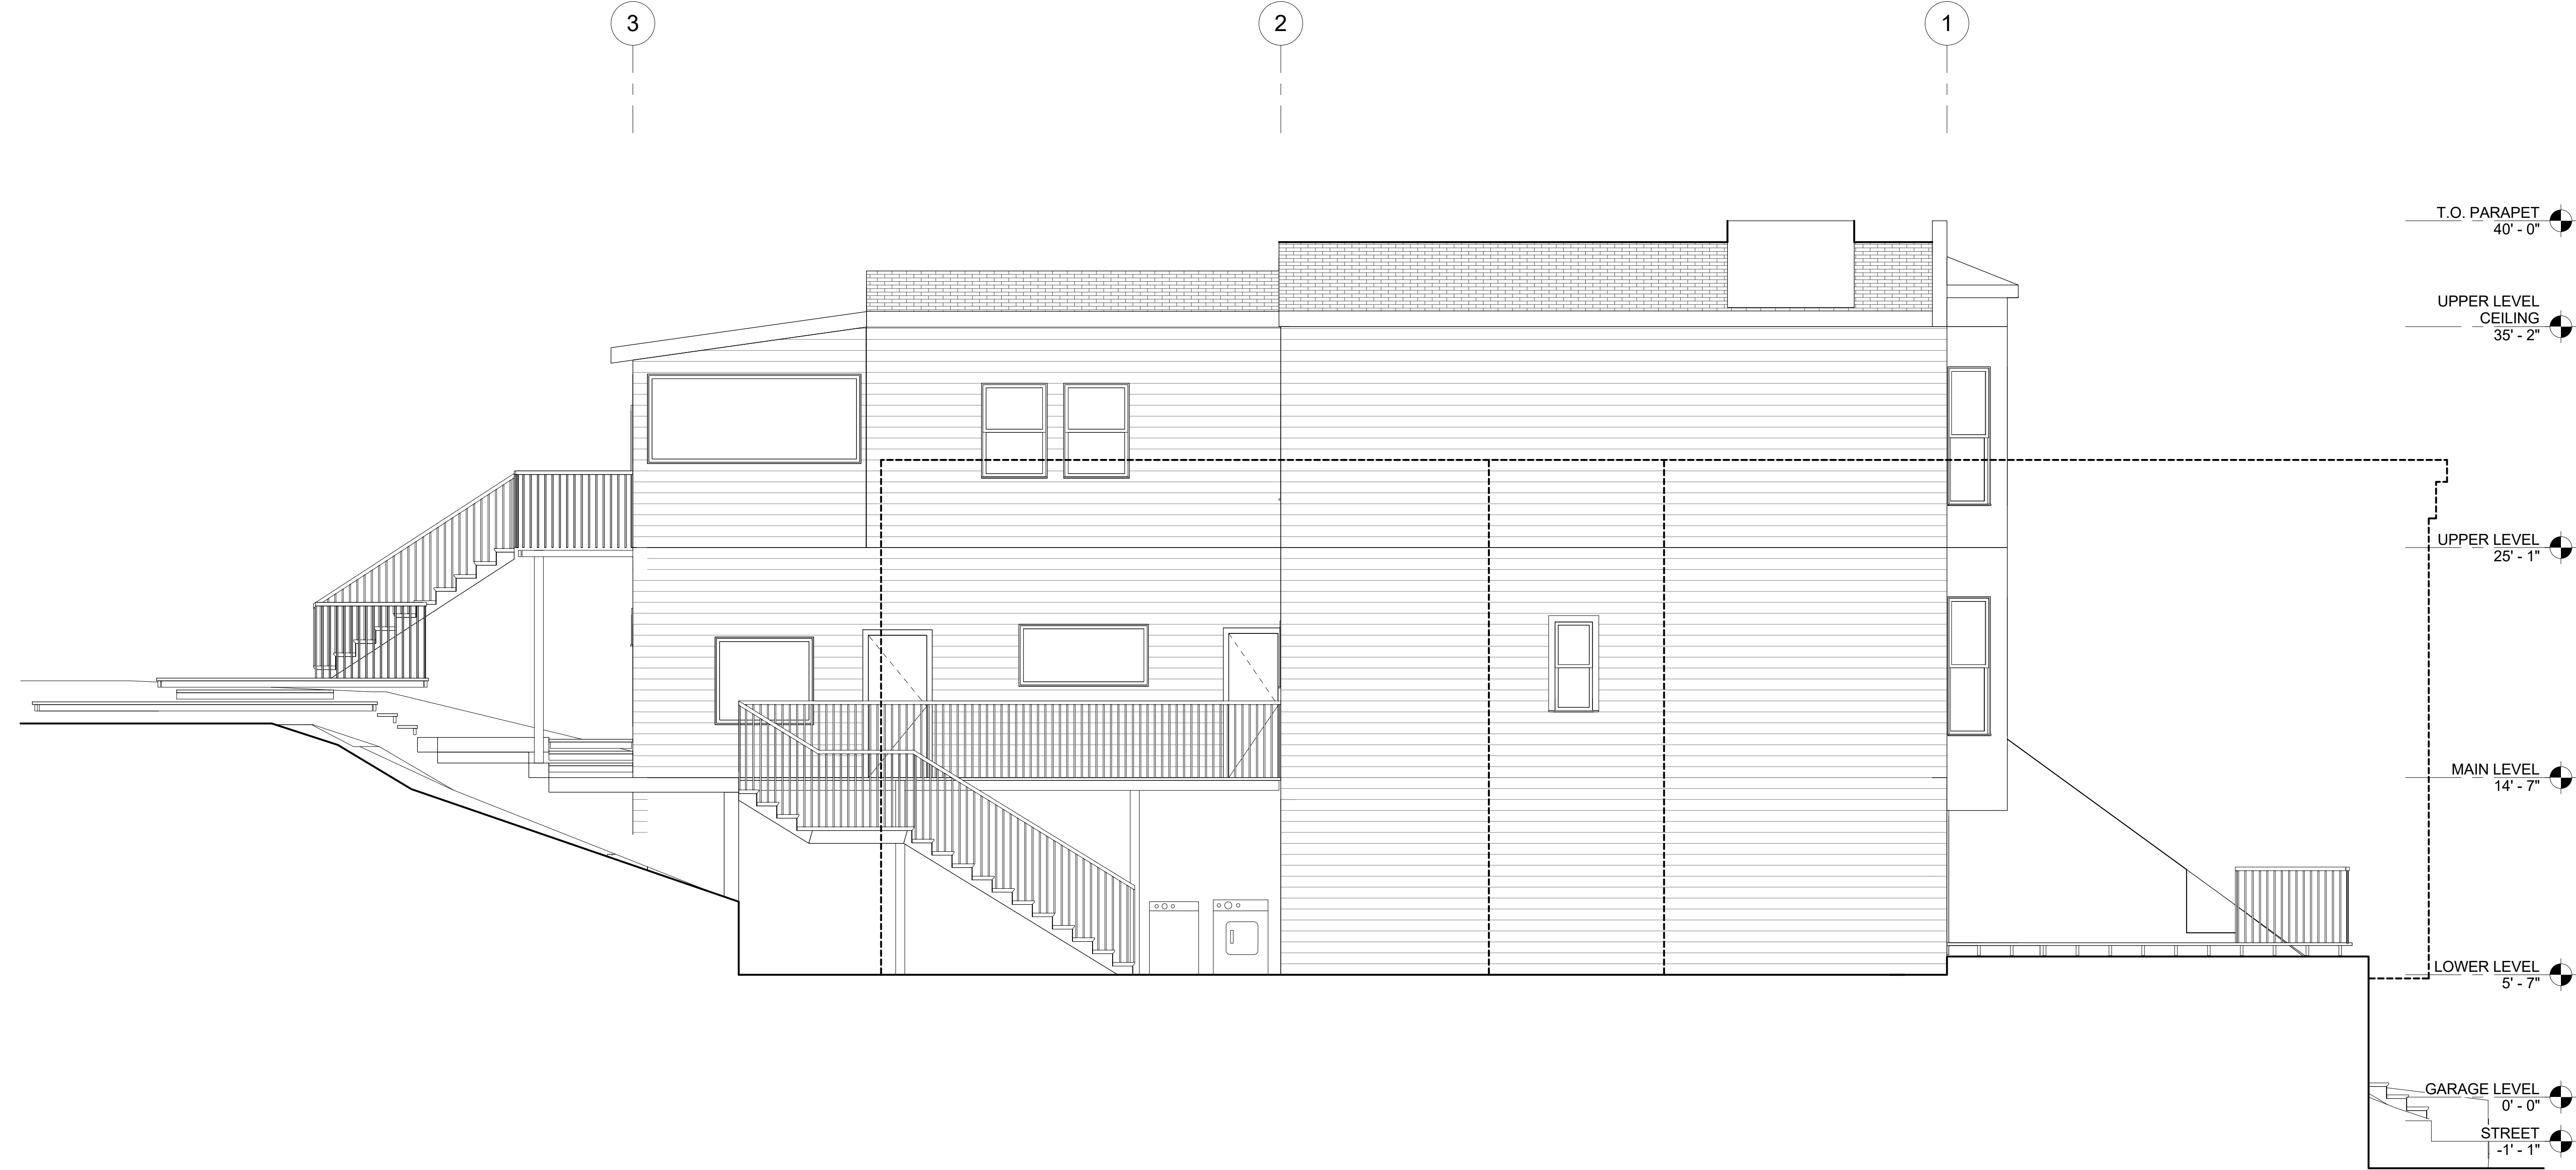 3
2
1
T.O. PARAPET
40' - 0"
UPPER LEVEL
CEILING
35' - 2"
UPPER LEVEL
25' - 1"
MAIN LEVEL
14' - 7"
LOWER LEVEL
5' - 7"
GARAGE LEVEL
0' - 0"
STREET
-1' - 1"